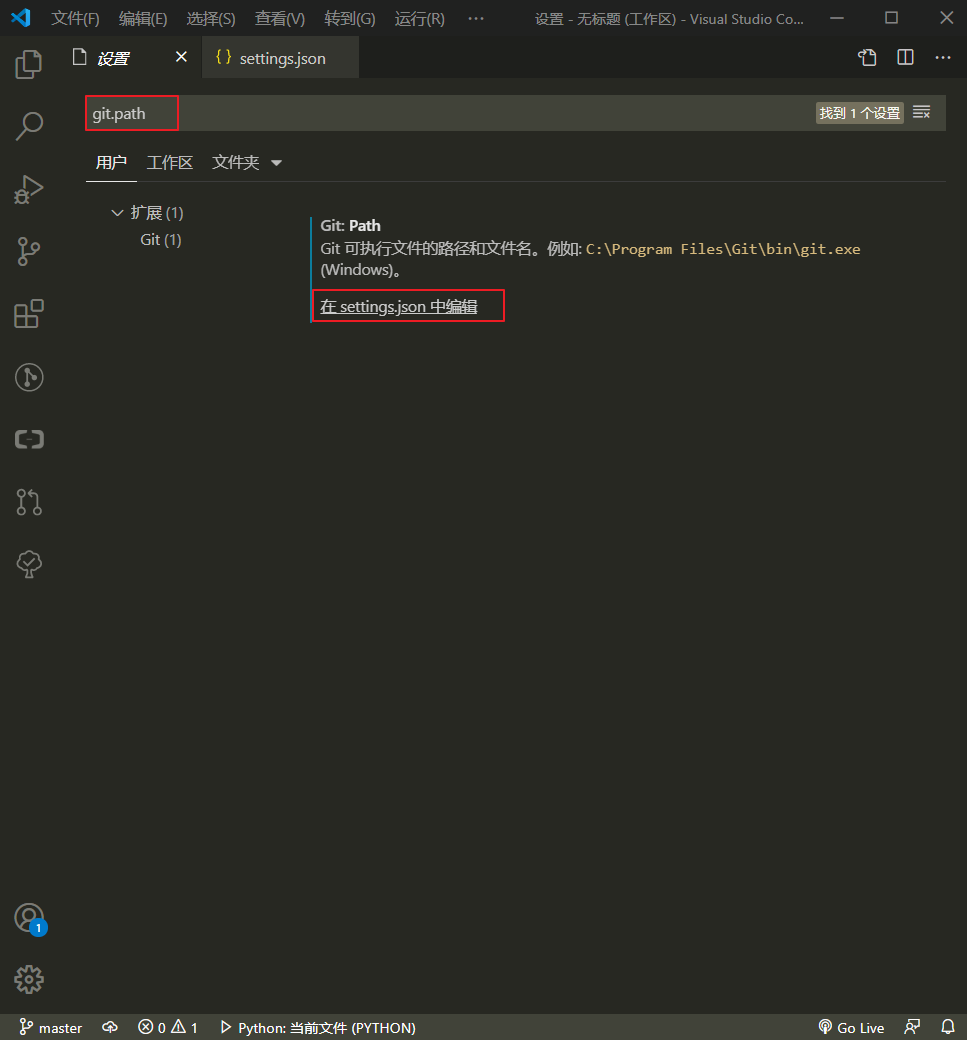 文件(F) 编辑(E) 选择(S) 查看(V) 转到(G) 运行(R) ··· 设置 - 无标题 (工作区) - Visual Studio Co...
设置 {} settings.json
git.path 找到 1 个设置
用户 工作区 文件夹
扩展 (1)
Git (1)
Git: Path
Git 可执行文件的路径和文件名。例如: C:\Program Files\Git\bin\git.exe
(Windows)。
在 settings.json 中编辑
1
master 0 1 Python: 当前文件 (PYTHON) Go Live